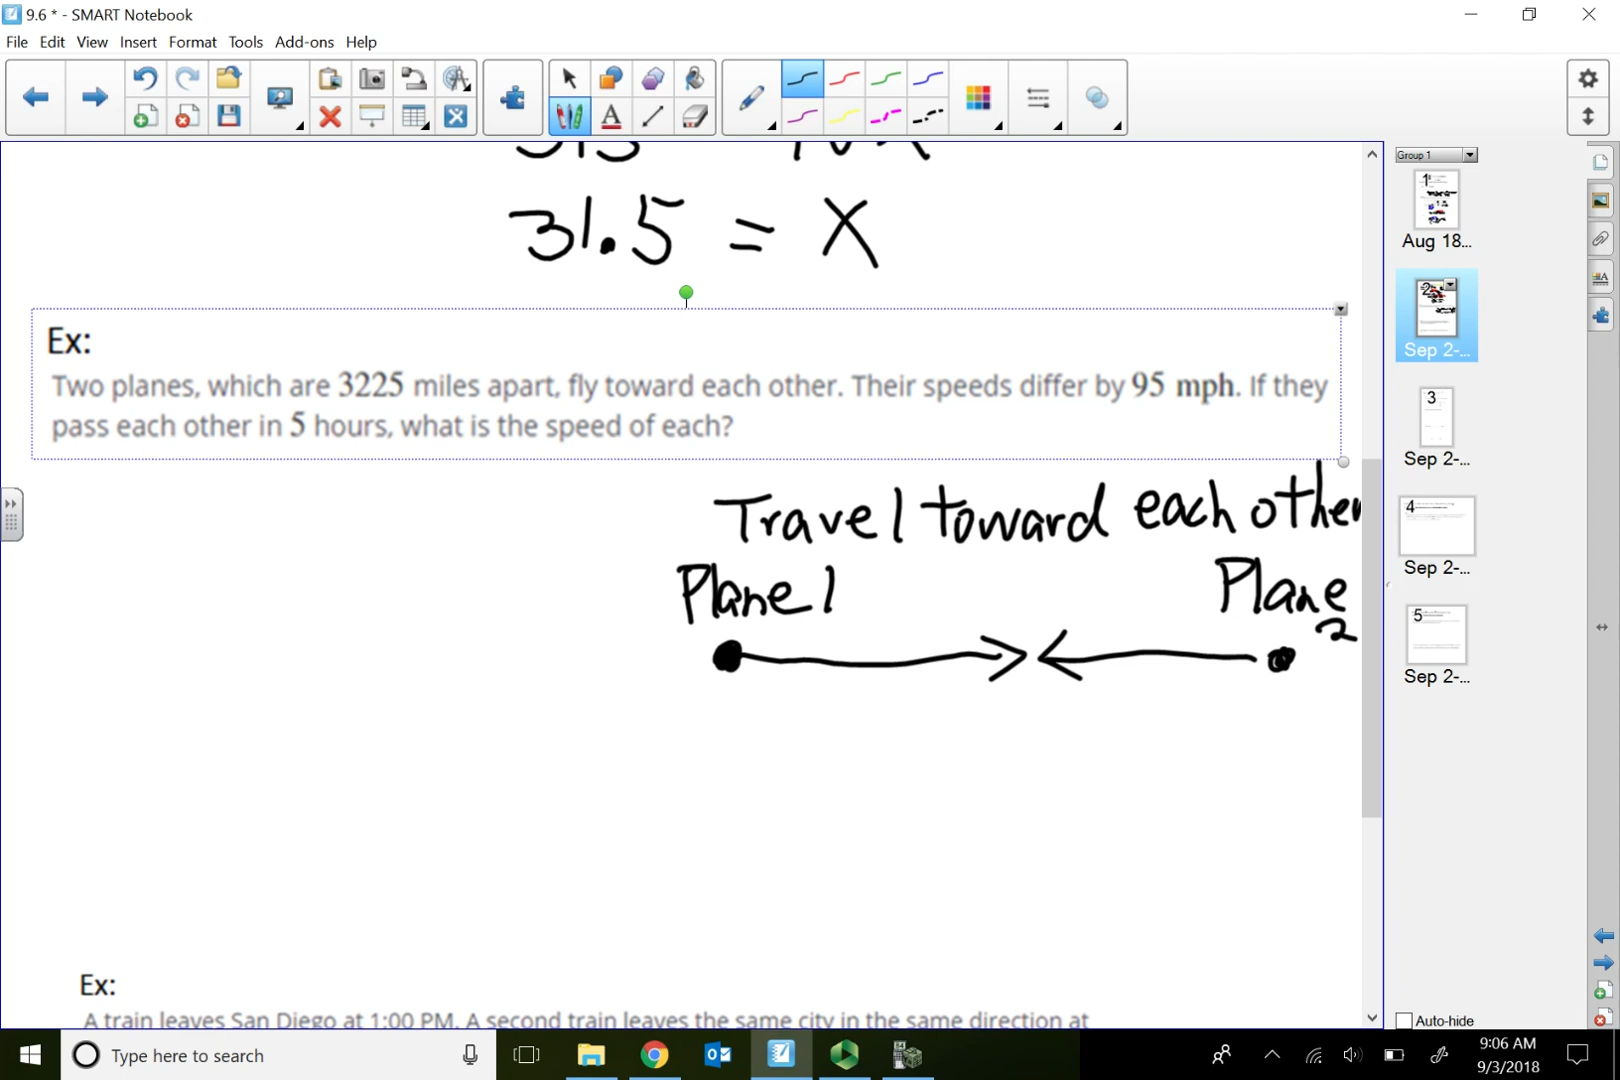 9.6 * - SMART Notebook
File Edit View Insert Format Tools Add-ons Help
31.5 = X
Ex:
Two planes, which are 3225 miles apart, fly toward each other. Their speeds differ by 95 mph. If they
pass each other in 5 hours, what is the speed of each?
Travel toward each other
Plane 1
Plane
2
Ex:
A train leaves San Diego at 1:00 PM. A second train leaves the same city in the same direction at
Group 1
1
Aug 18...
2
Sep 2-...
3
Sep 2-...
4
Sep 2-...
5
Sep 2-...
Auto-hide
Type here to search
9:06 AM
9/3/2018